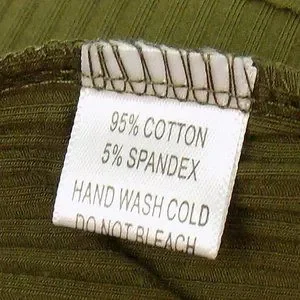 95% COTTON
5% SPANDEX
HAND WASH COLD
DO NOT BLEACH